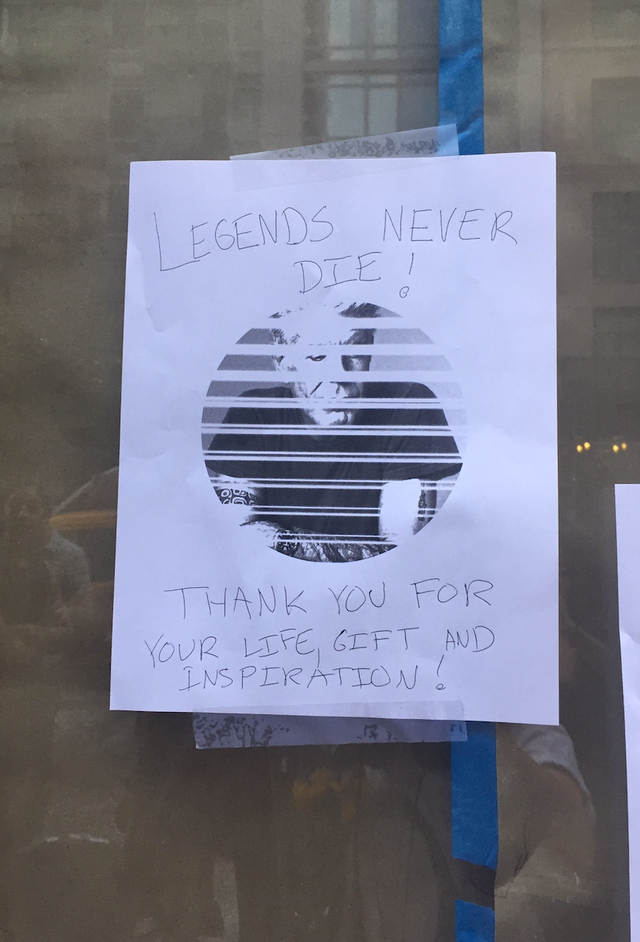 LEGENDS NEVER
DIE!
THANK YOU FOR
YOUR LIFE, GIFT AND
INSPIRATION!